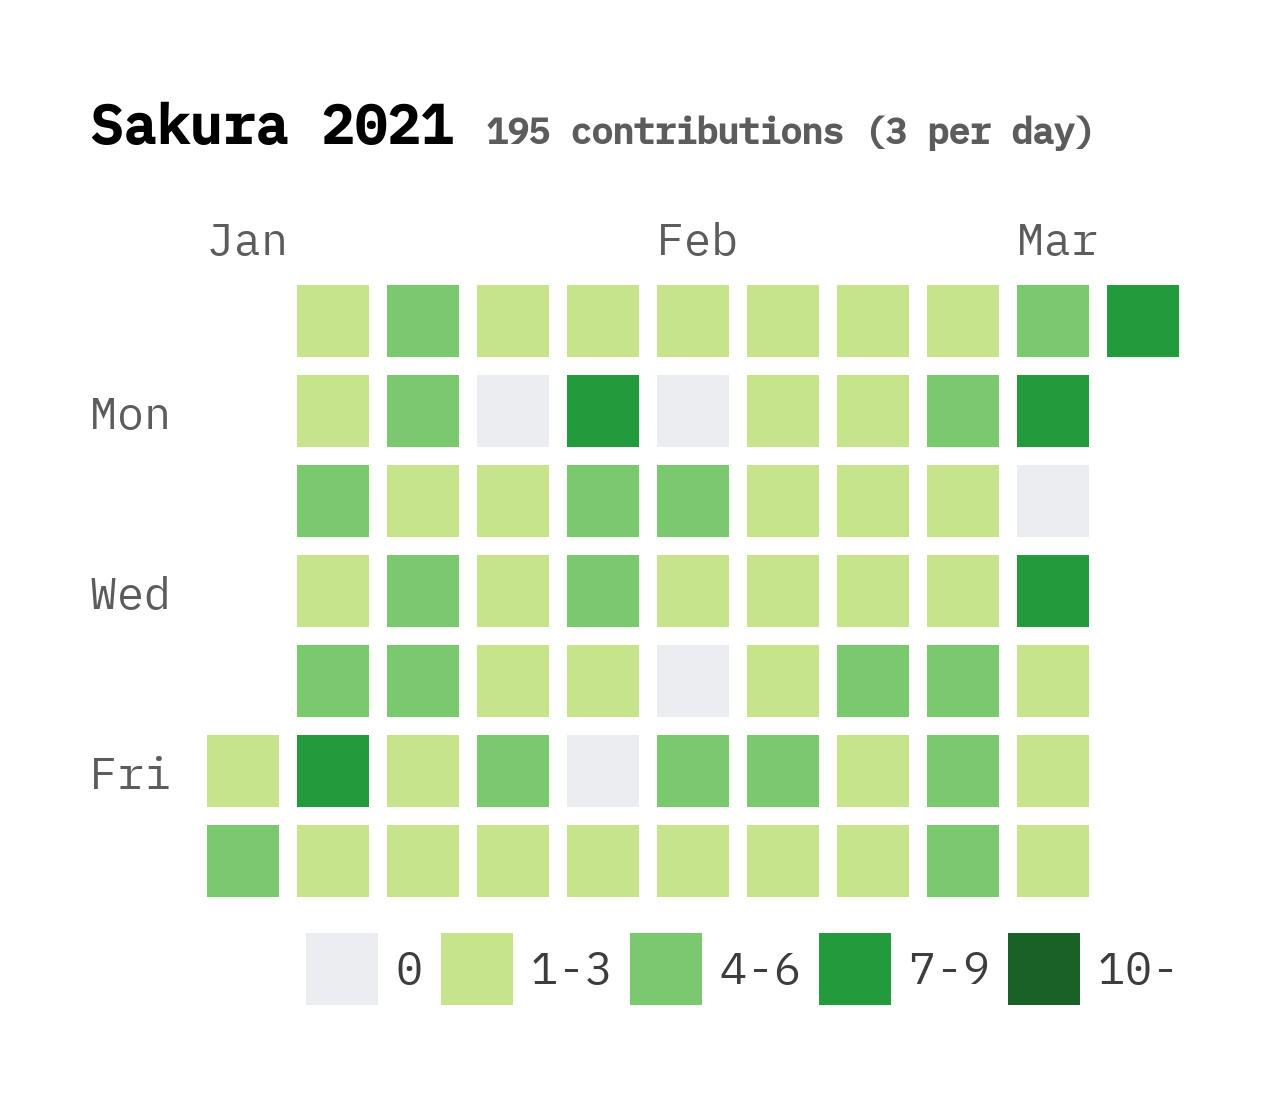 Sakura 2021 195 contributions (3 per day)
Jan Feb Mar
Mon
Wed
Fri
0 1-3 4-6 7-9 10-